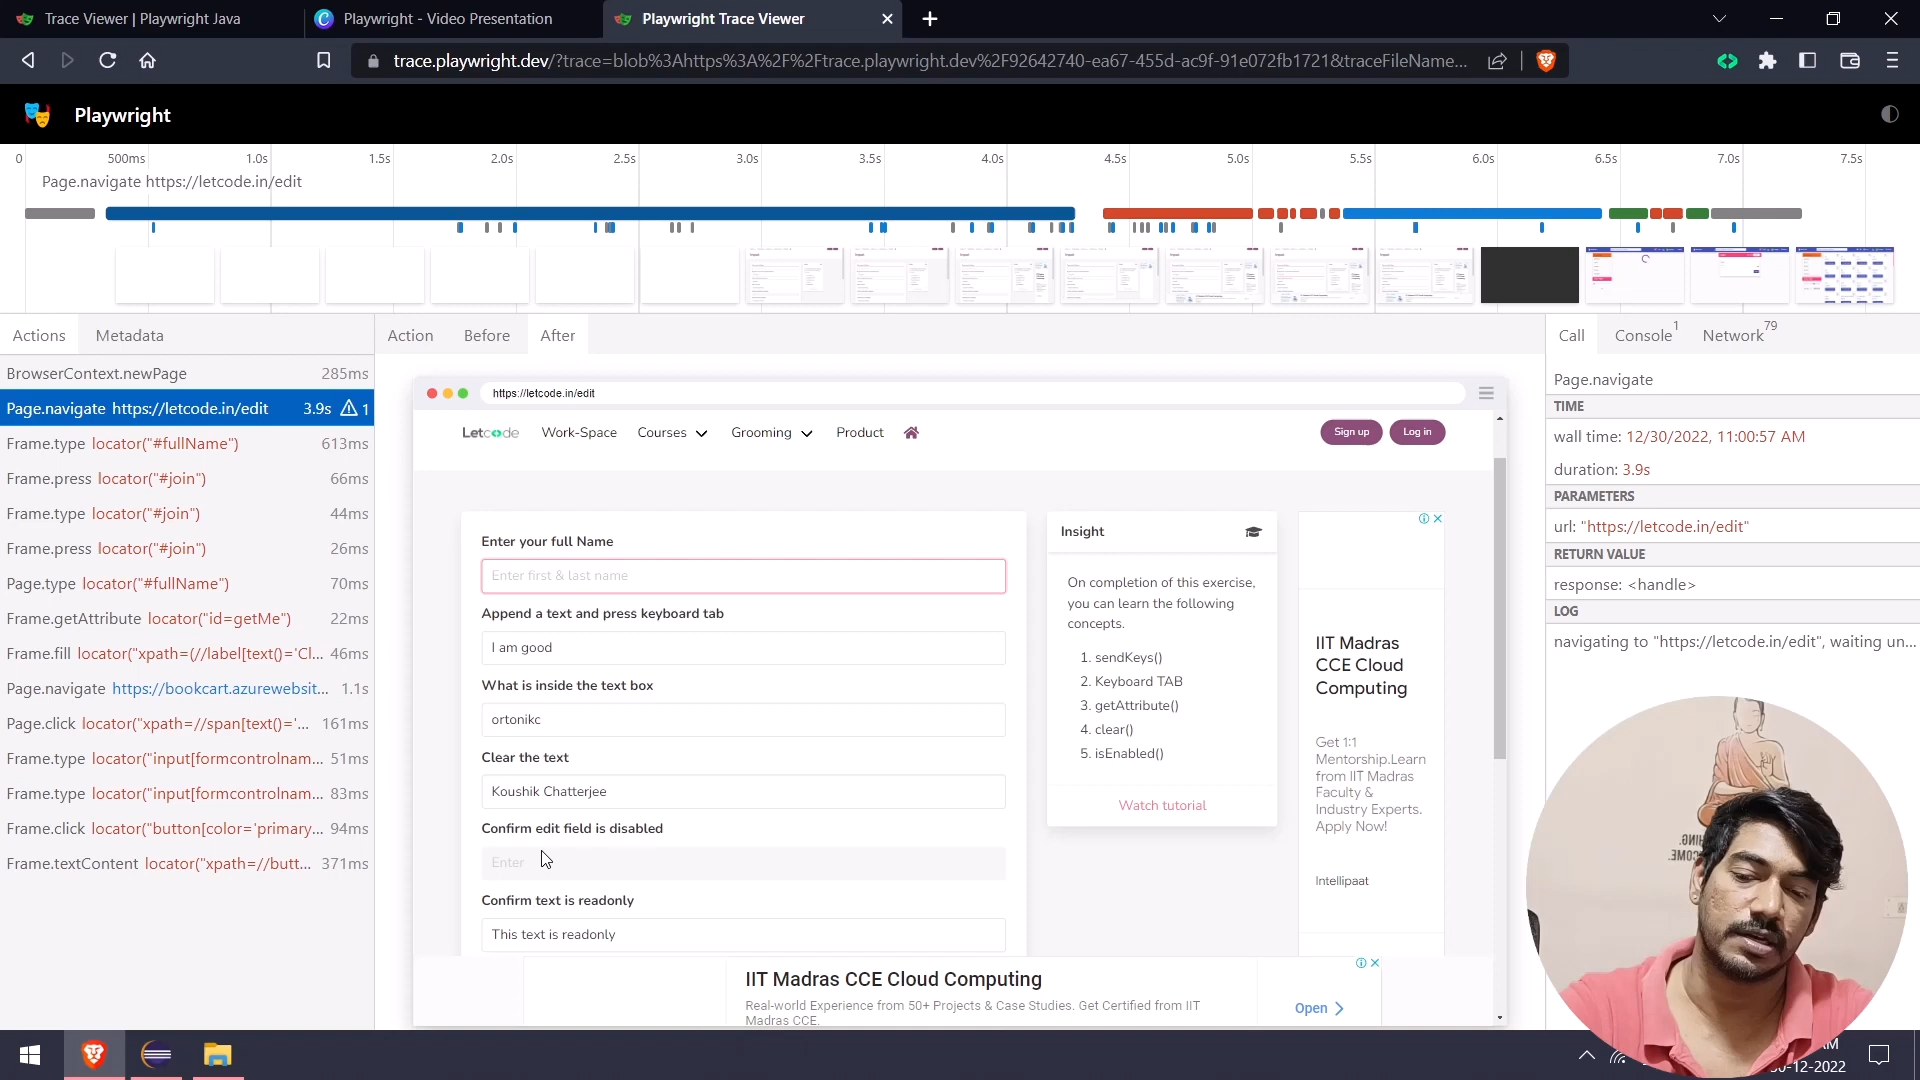 Trace Viewer | Playwright Java
Playwright - Video Presentation
Playwright Trace Viewer
trace.playwright.dev/?trace=blob%3Ahttps%3A%2F%2Ftrace.playwright.dev%2F92642740-ea67-455d-ac9f-91e072fb1721&traceFileName...
Playwright
0 500ms 1.0s 1.5s 2.0s 2.5s 3.0s 3.5s 4.0s 4.5s 5.0s 5.5s 6.0s 6.5s 7.0s 7.5s
Page.navigate https://letcode.in/edit
Actions Metadata
BrowserContext.newPage 285ms
Page.navigate https://letcode.in/edit 3.9s 1
Frame.type locator("#fullName") 613ms
Frame.press locator("#join") 66ms
Frame.type locator("#join") 44ms
Frame.press locator("#join") 26ms
Page.type locator("#fullName") 70ms
Frame.getAttribute locator("id=getMe") 22ms
Frame.fill locator("xpath=(//label[text()='Cl... 46ms
Page.navigate https://bookcart.azurewebsit... 1.1s
Page.click locator("xpath=//span[text()='... 161ms
Frame.type locator("input[formcontrolnam... 51ms
Frame.type locator("input[formcontrolnam... 83ms
Frame.click locator("button[color='primary... 94ms
Frame.textContent locator("xpath=//butt... 371ms
Action Before After
https://letcode.in/edit
Letcode Work-Space Courses Grooming Product Sign up Log in
Enter your full Name
Enter first & last name
Append a text and press keyboard tab
I am good
What is inside the text box
ortonikc
Clear the text
Koushik Chatterjee
Confirm edit field is disabled
Enter
Confirm text is readonly
This text is readonly
Insight
On completion of this exercise,
you can learn the following
concepts.
1. sendKeys()
2. Keyboard TAB
3. getAttribute()
4. clear()
5. isEnabled()
Watch tutorial
IIT Madras
CCE Cloud
Computing
Get 1:1
Mentorship.Learn
from IIT Madras
Faculty &
Industry Experts.
Apply Now!
Intellipaat
IIT Madras CCE Cloud Computing
Real-world Experience from 50+ Projects & Case Studies. Get Certified from IIT
Madras CCE.
Open
Call Console 1 Network 79
Page.navigate
TIME
wall time: 12/30/2022, 11:00:57 AM
duration: 3.9s
PARAMETERS
url: "https://letcode.in/edit"
RETURN VALUE
response: <handle>
LOG
navigating to "https://letcode.in/edit", waiting un...
AM
30-12-2022